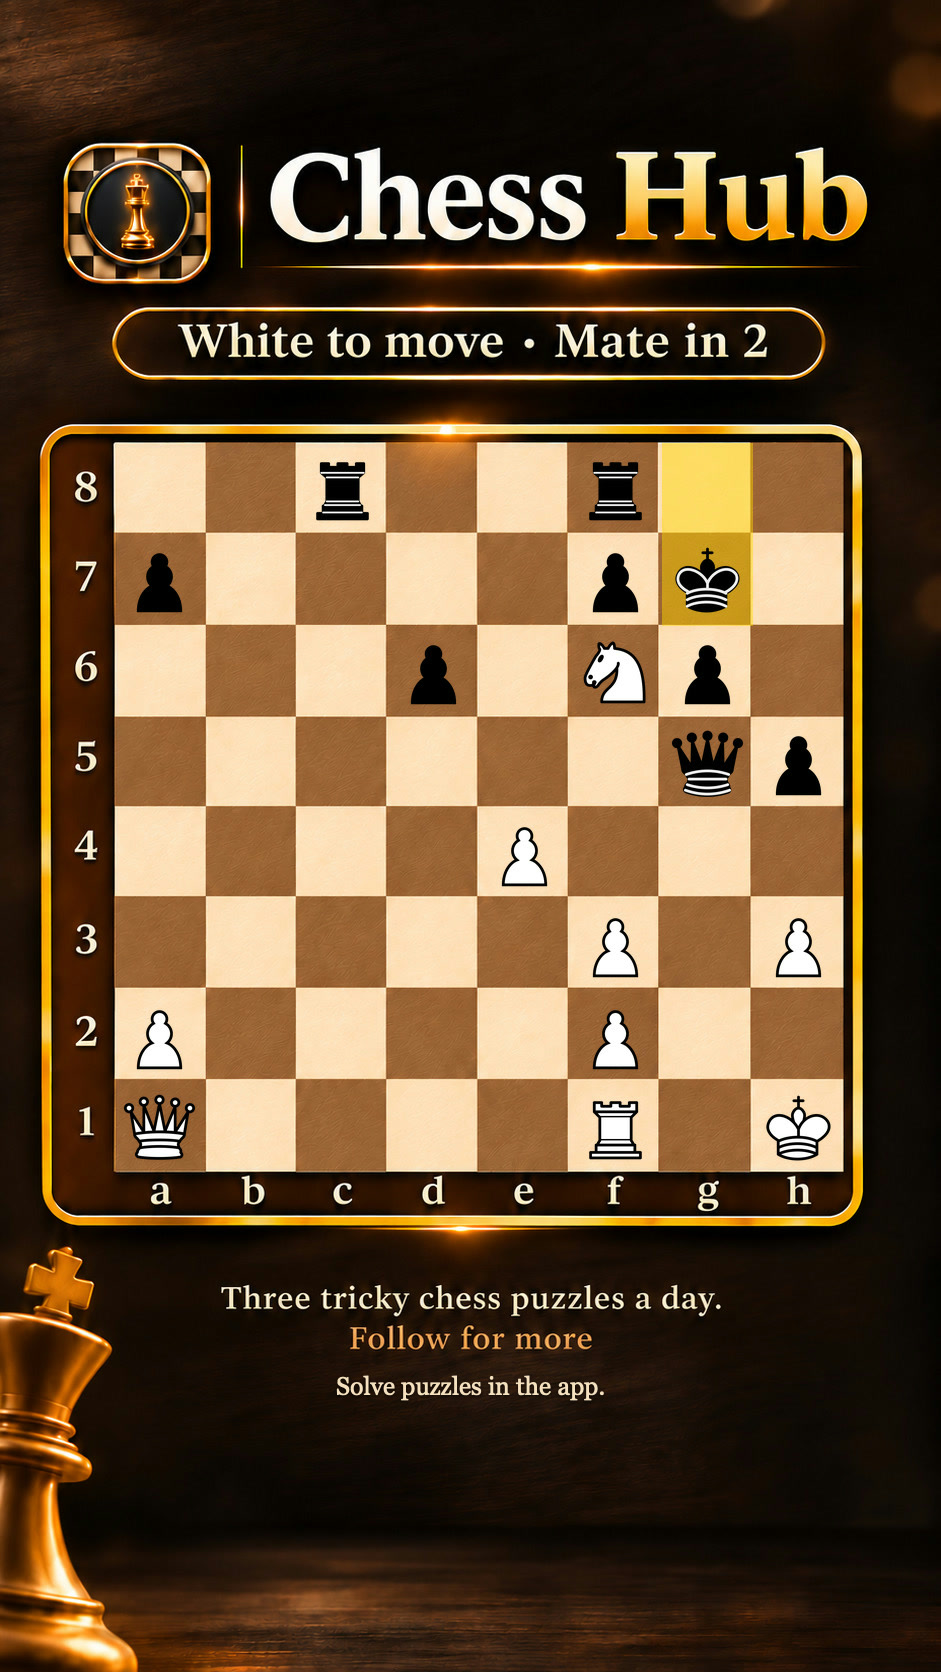 Chess Hub
White to move · Mate in 2
8
7
6
5
4
3
2
1
a b c d e f g h
Three tricky chess puzzles a day.
Follow for more
Solve puzzles in the app.